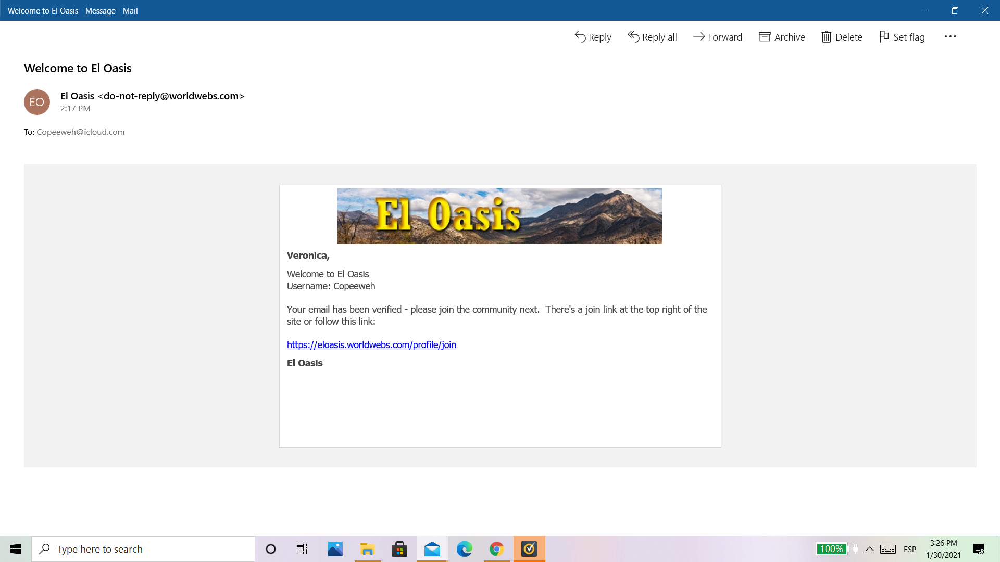 Welcome to El Oasis - Message - Mail
Reply Reply all Forward Archive Delete Set flag
Welcome to El Oasis
EO
El Oasis <do-not-reply@worldwebs.com>
2:17 PM
To: Copeeweh@icloud.com
El Oasis
Veronica,
Welcome to El Oasis
Username: Copeeweh
Your email has been verified - please join the community next.  There's a join link at the top right of the
site or follow this link:
https://eloasis.worldwebs.com/profile/join
El Oasis
Type here to search
100%
ESP
3:26 PM
1/30/2021